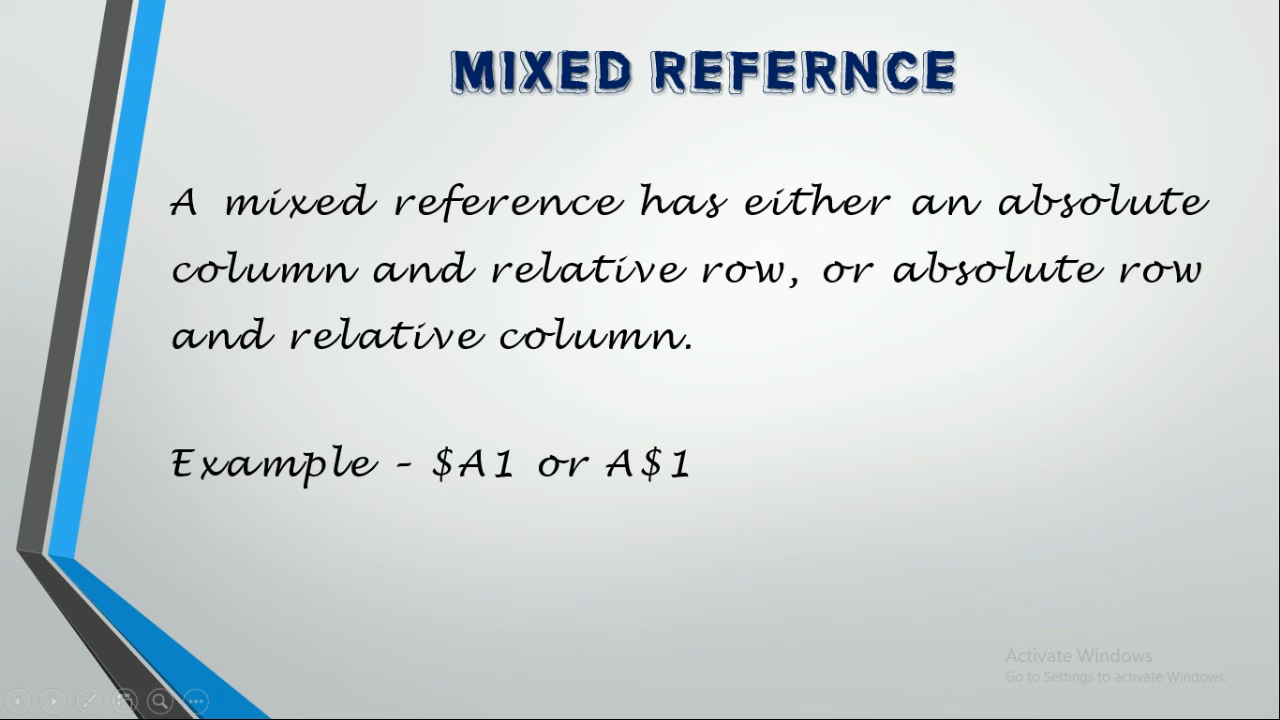 MIXED REFERNCE
A mixed reference has either an absolute
column and relative row, or absolute row
and relative column.
Example – $A1 or A$1
Activate Windows
Go to Settings to activate Windows.